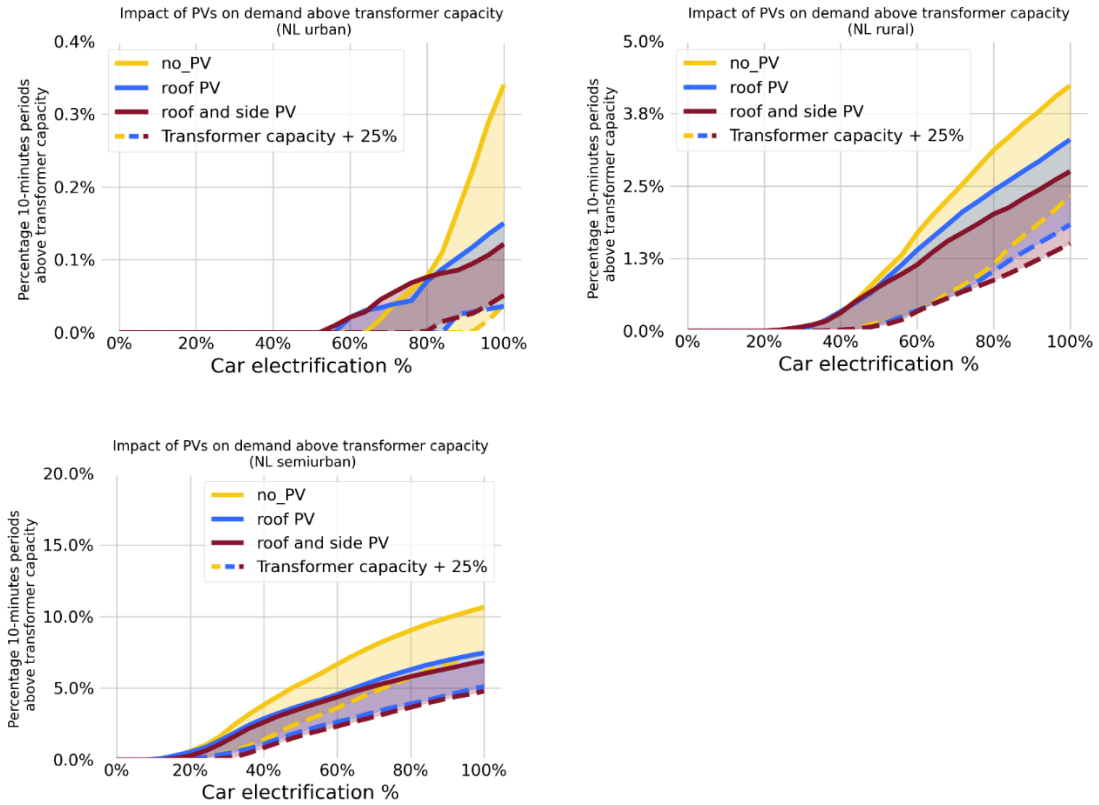 Impact of PVs on demand above transformer capacity
(NL urban)
Percentage 10-minutes periods
above transformer capacity
0.4%
0.3%
0.2%
0.1%
0.0%
no_PV
roof PV
roof and side PV
Transformer capacity + 25%
0%
20%
40%
60%
80%
100%
Car electrification %
Impact of PVs on demand above transformer capacity
(NL rural)
Percentage 10-minutes periods
above transformer capacity
5.0%
3.8%
2.5%
1.3%
0.0%
no_PV
roof PV
roof and side PV
Transformer capacity + 25%
0%
20%
40%
60%
80%
100%
Car electrification %
Impact of PVs on demand above transformer capacity
(NL semiurban)
Percentage 10-minutes periods
above transformer capacity
20.0%
15.0%
10.0%
5.0%
0.0%
no_PV
roof PV
roof and side PV
Transformer capacity + 25%
0%
20%
40%
60%
80%
100%
Car electrification %